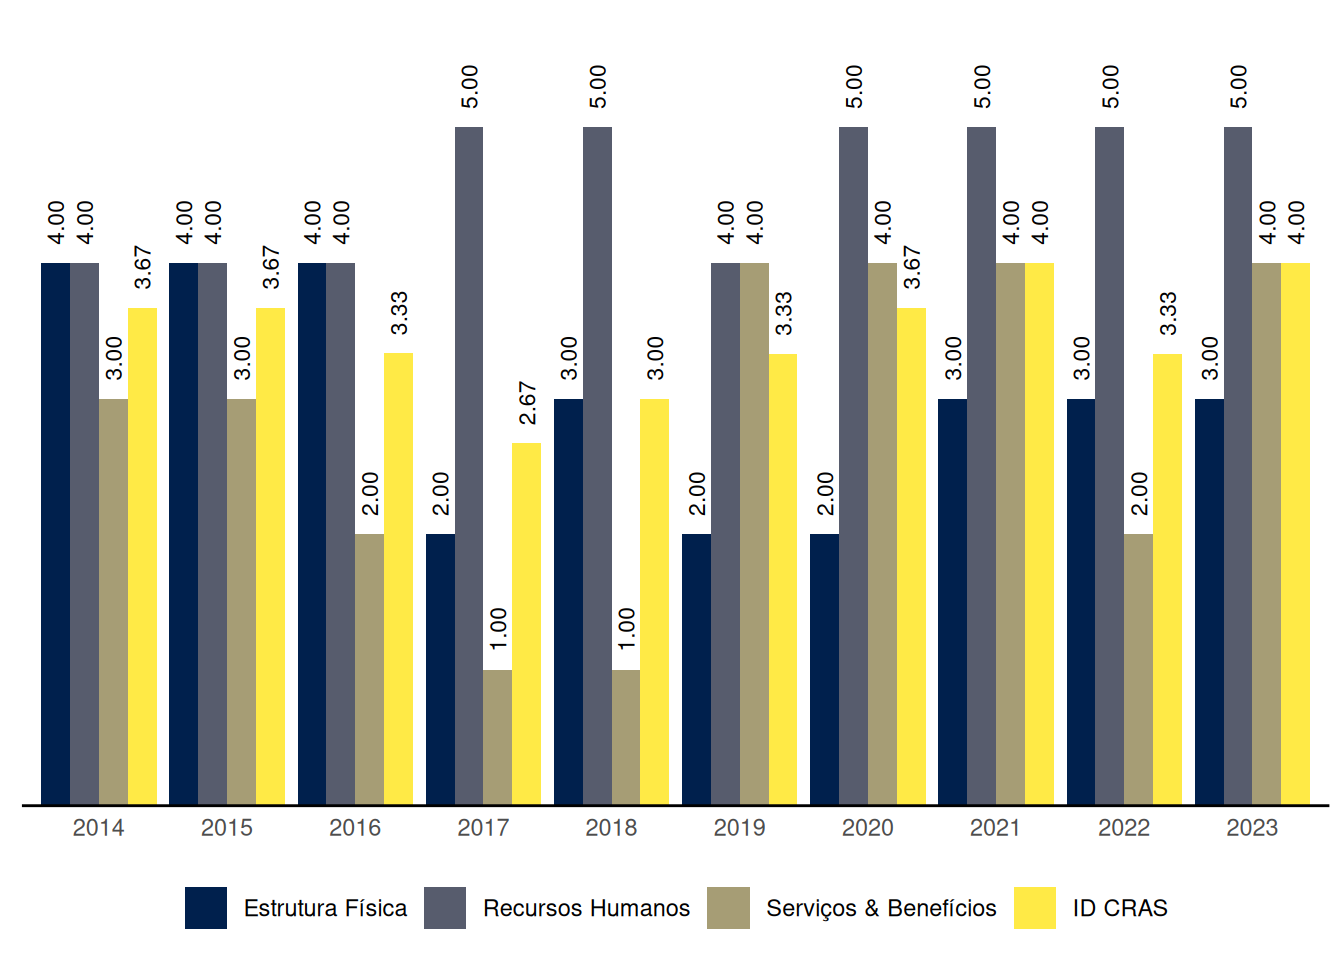 5.00 5.00 5.00 5.00 5.00 5.00
4.00 4.00 4.00 4.00 4.00 4.00 4.00 4.00 4.00 4.00 4.00 4.00 4.00
3.67 3.67 3.67
3.33 3.33 3.33
3.00 3.00 3.00 3.00 3.00 3.00 3.00
2.67
2.00 2.00 2.00 2.00 2.00
1.00 1.00
2014 2015 2016 2017 2018 2019 2020 2021 2022 2023
Estrutura Física Recursos Humanos Serviços & Benefícios ID CRAS